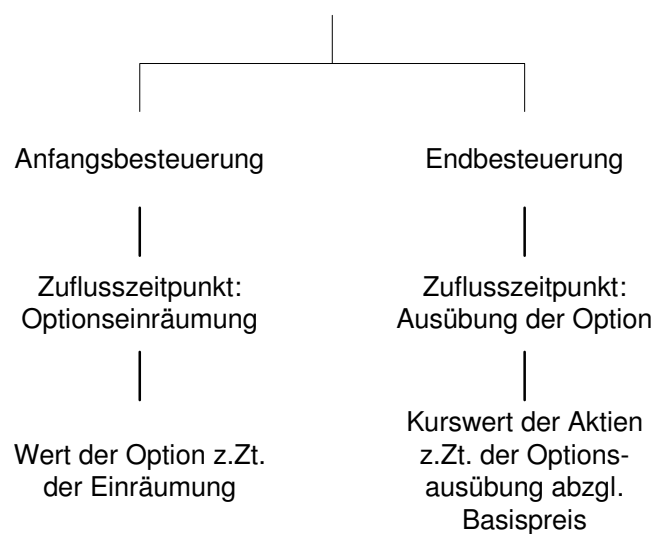 Anfangsbesteuerung
Endbesteuerung
Zuflusszeitpunkt:
Optionseinräumung
Zuflusszeitpunkt:
Ausübung der Option
Wert der Option z.Zt.
der Einräumung
Kurswert der Aktien
z.Zt. der Options-
ausübung abzgl.
Basispreis